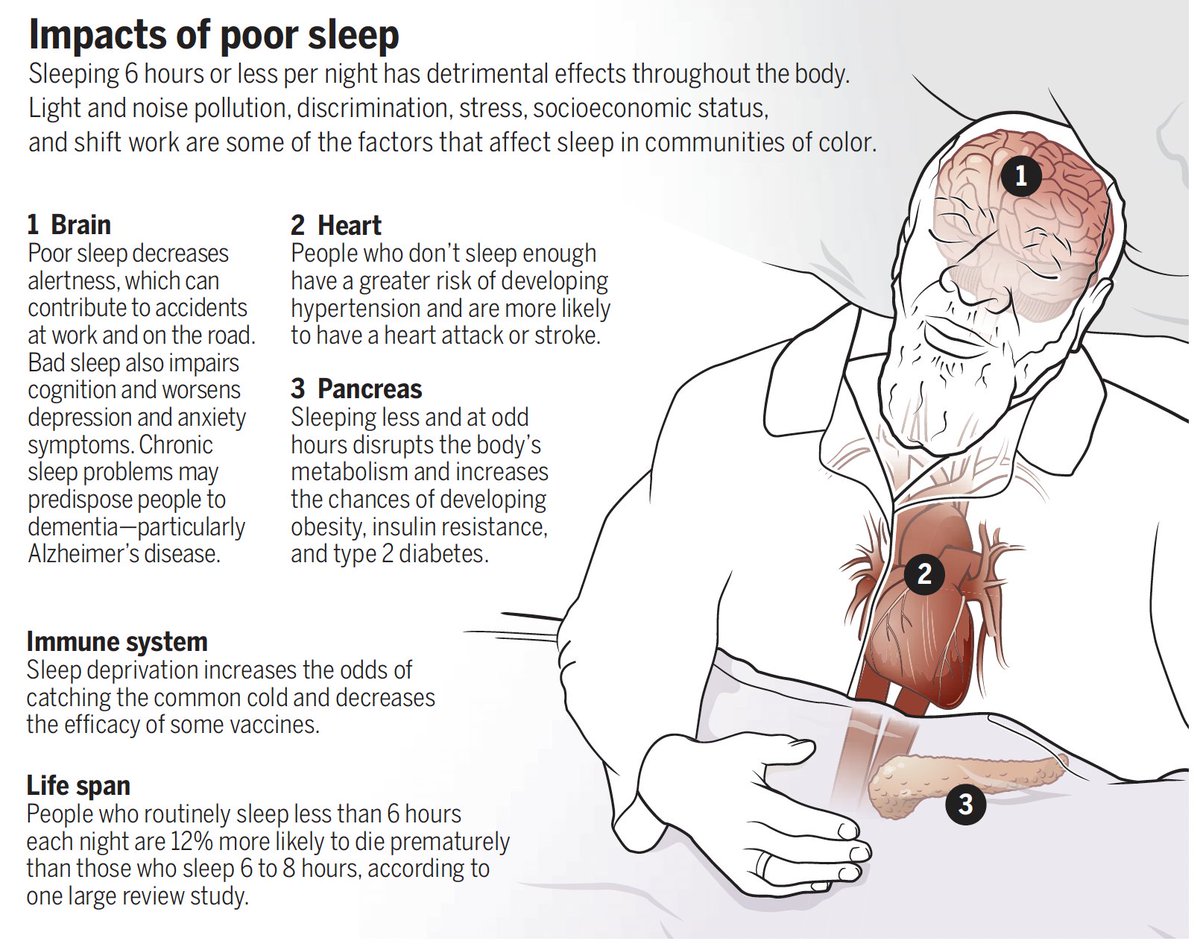 Impacts of poor sleep
Sleeping 6 hours or less per night has detrimental effects throughout the body.
Light and noise pollution, discrimination, stress, socioeconomic status,
and shift work are some of the factors that affect sleep in communities of color.
1 Brain
Poor sleep decreases
alertness, which can
contribute to accidents
at work and on the road.
Bad sleep also impairs
cognition and worsens
depression and anxiety
symptoms. Chronic
sleep problems may
predispose people to
dementia—particularly
Alzheimer’s disease.
2 Heart
People who don’t sleep enough
have a greater risk of developing
hypertension and are more likely
to have a heart attack or stroke.
3 Pancreas
Sleeping less and at odd
hours disrupts the body’s
metabolism and increases
the chances of developing
obesity, insulin resistance,
and type 2 diabetes.
Immune system
Sleep deprivation increases the odds of
catching the common cold and decreases
the efficacy of some vaccines.
Life span
People who routinely sleep less than 6 hours
each night are 12% more likely to die prematurely
than those who sleep 6 to 8 hours, according to
one large review study.
1
2
3